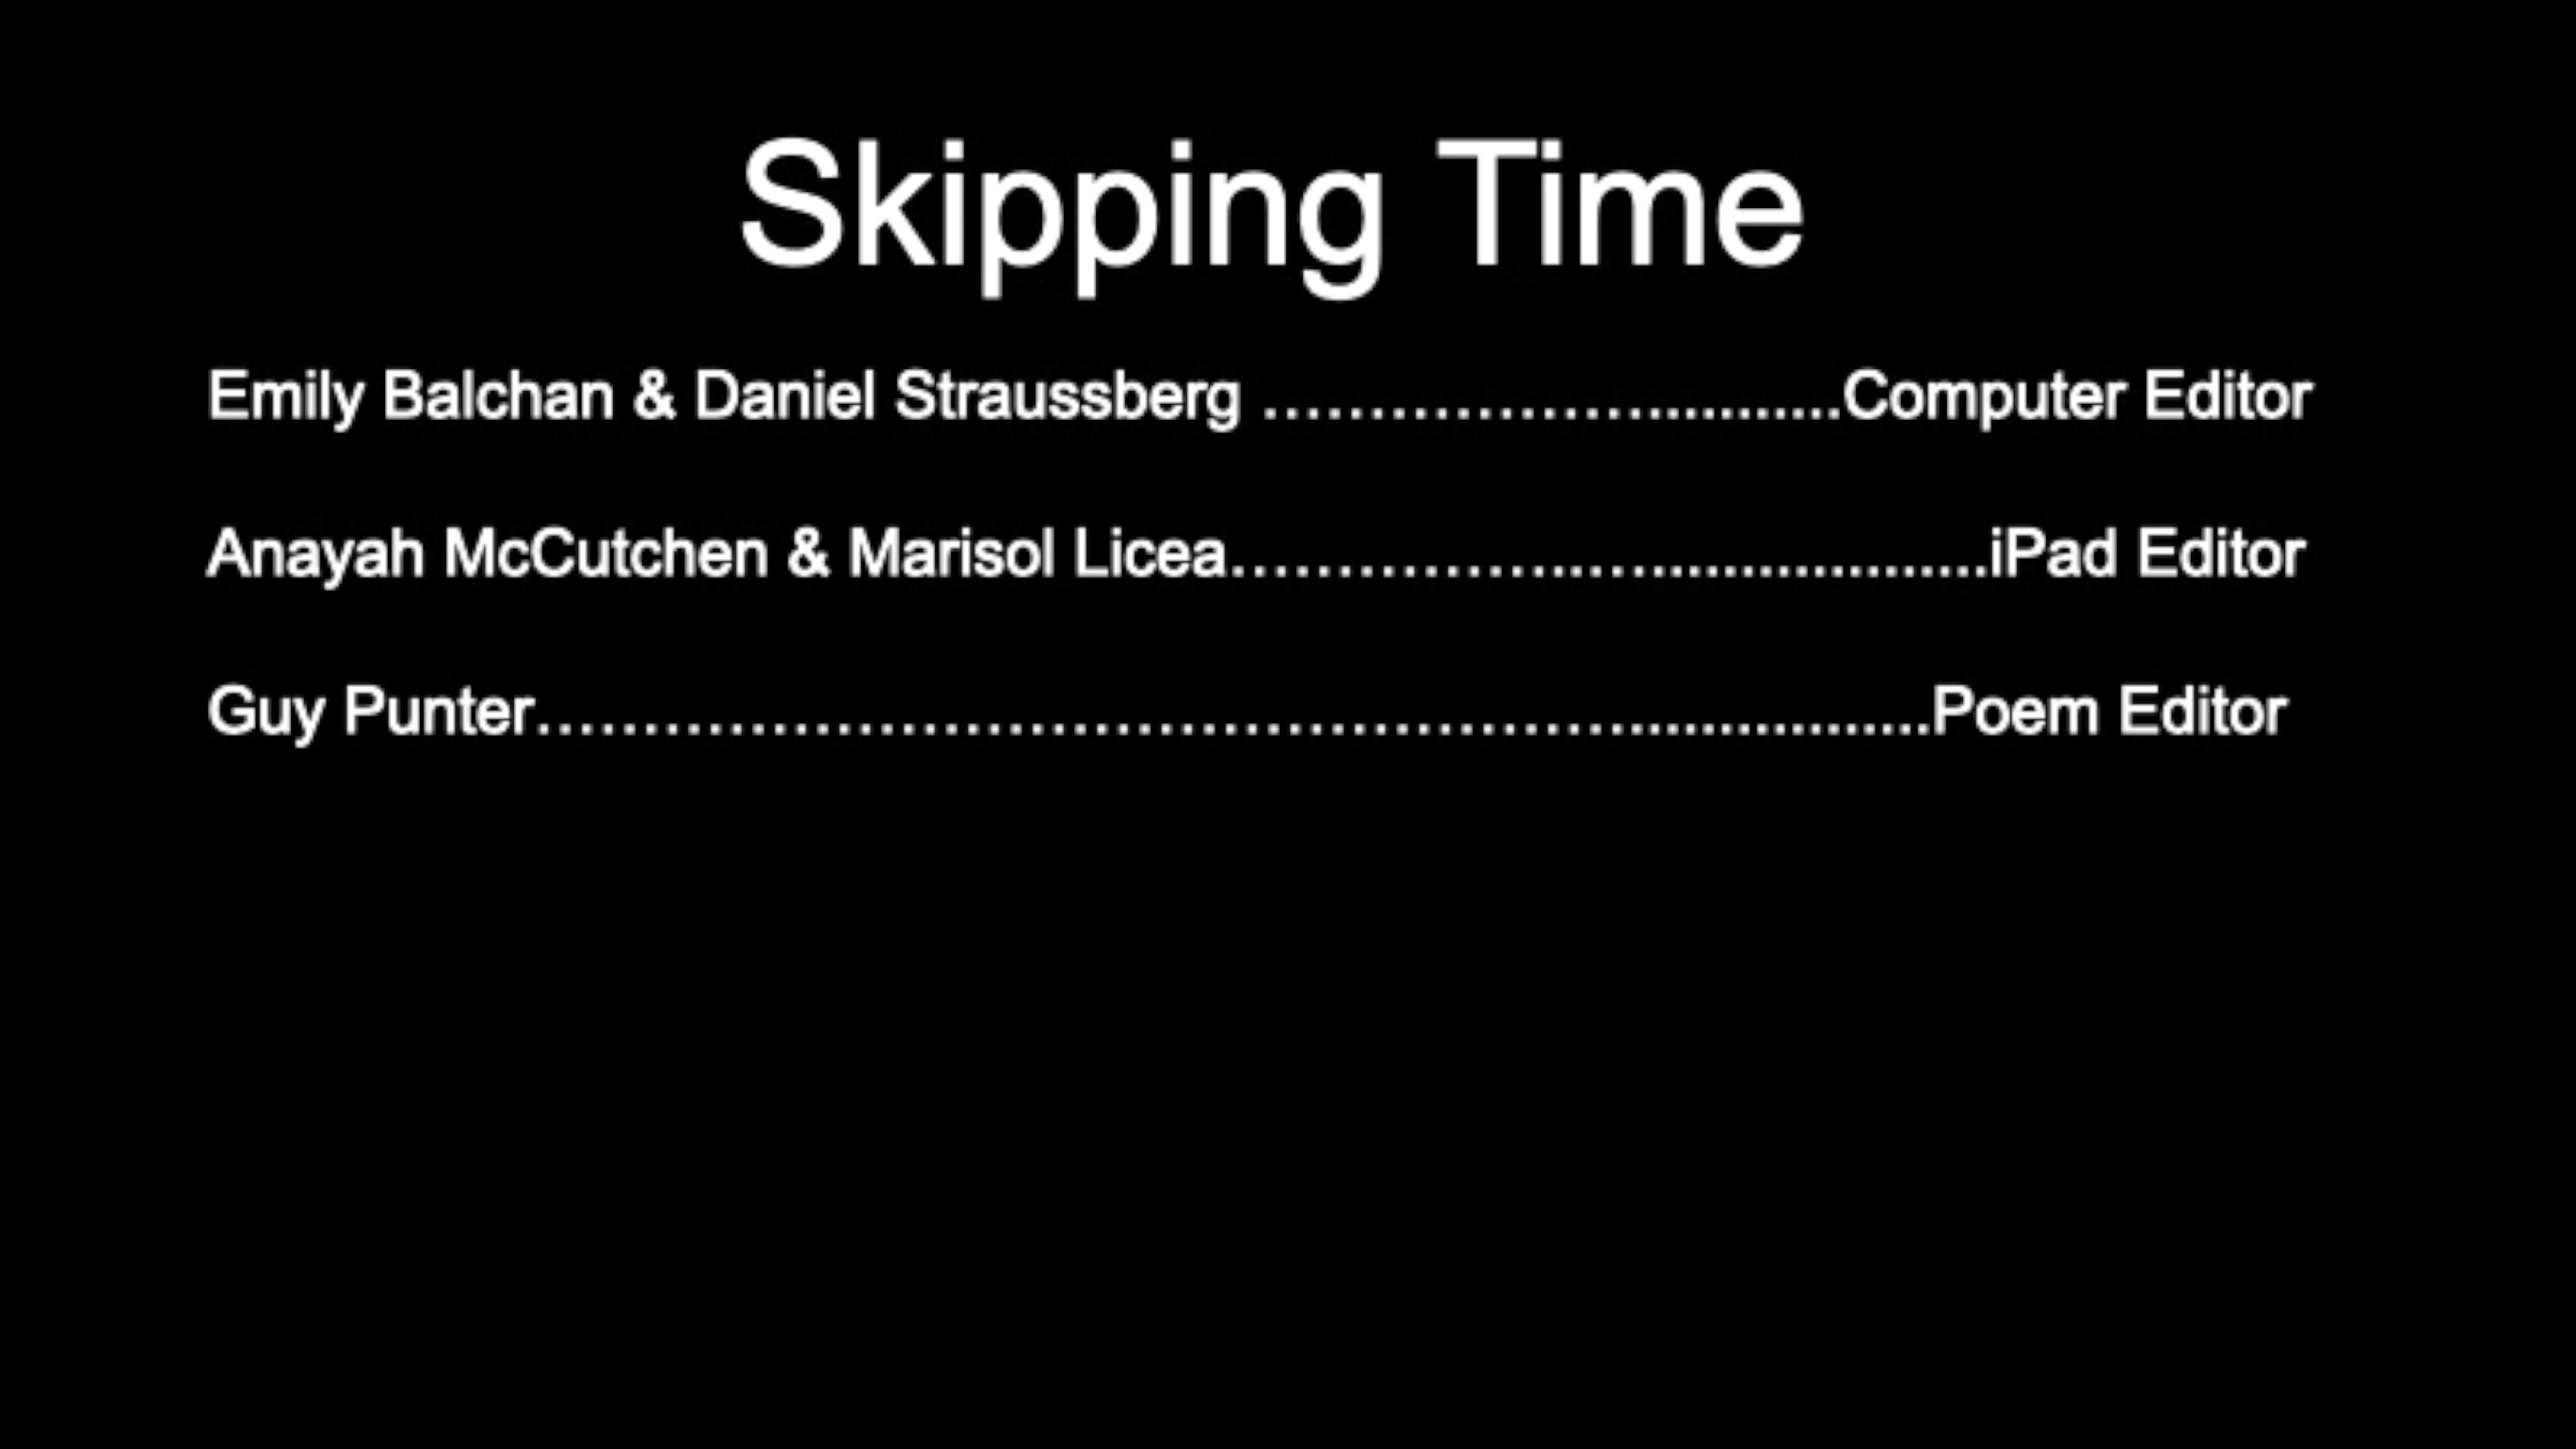 Skipping Time
Emily Balchan & Daniel Straussberg ………………...........Computer Editor
Anayah McCutchen & Marisol Licea……………..…...................iPad Editor
Guy Punter………………………………………………...............Poem Editor